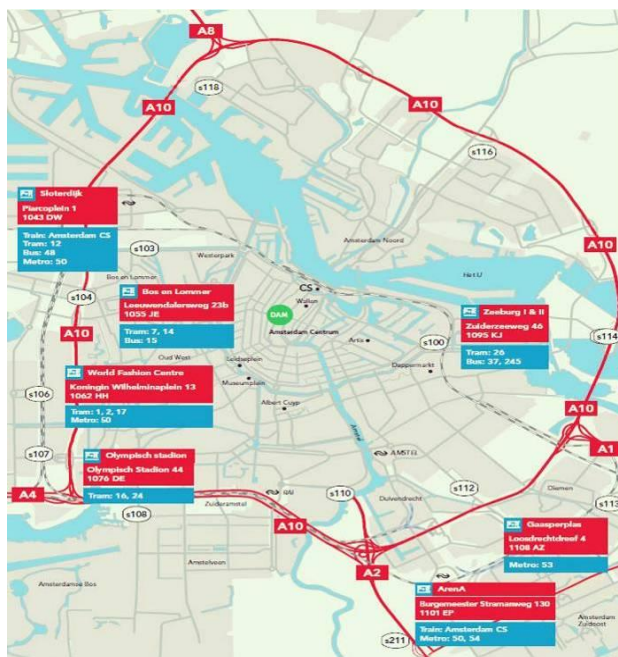 A8
A10
s118
A10
s116
Sloterdijk
Piarcoplein 1
1043 DW
Train: Amsterdam CS
Tram: 12
Bus: 48
Metro: 50
s103
Westerpark
Amsterdam Noord
A10
Het IJ
Bos en Lommer
s104
CS
Wallen
DAM
Amsterdam Centrum
Bos en Lommer
Leeuwendalersweg 23b
1055 JE
Tram: 7, 14
Bus: 15
A10
Artis
s100
Zeeburg I & II
Zuiderzeeweg 46
1095 KJ
Tram: 26
Bus: 37, 245
s114
Oud West
Leidseplein
Museumplein
Dappermarkt
Albert Cuyp
World Fashion Centre
Koningin Wilhelminaplein 13
1062 HH
Tram: 1, 2, 17
Metro: 50
s106
A10
A1
s107
Amstel
AMSTEL
Olympisch stadion
Olympisch Stadion 44
1076 DE
Tram: 16, 24
A4
s108
RAI
Zuidamstel
A10
s110
Duivendrecht
s112
Diemen
s113
Gaasperplas
Loosdrechtdreef 4
1108 AZ
Metro: 53
Amstelveen
Amsterdamse Bos
A2
ArenA
Burgemeester Stramanweg 130
1101 EP
Train: Amsterdam CS
Metro: 50, 54
s211
Amsterdam
Zuidoost